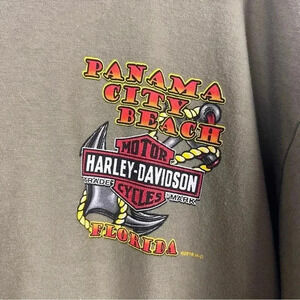 PANAMA
CITY
BEACH
MOTOR
HARLEY-DAVIDSON
TRADE MARK
CYCLES
FLORIDA